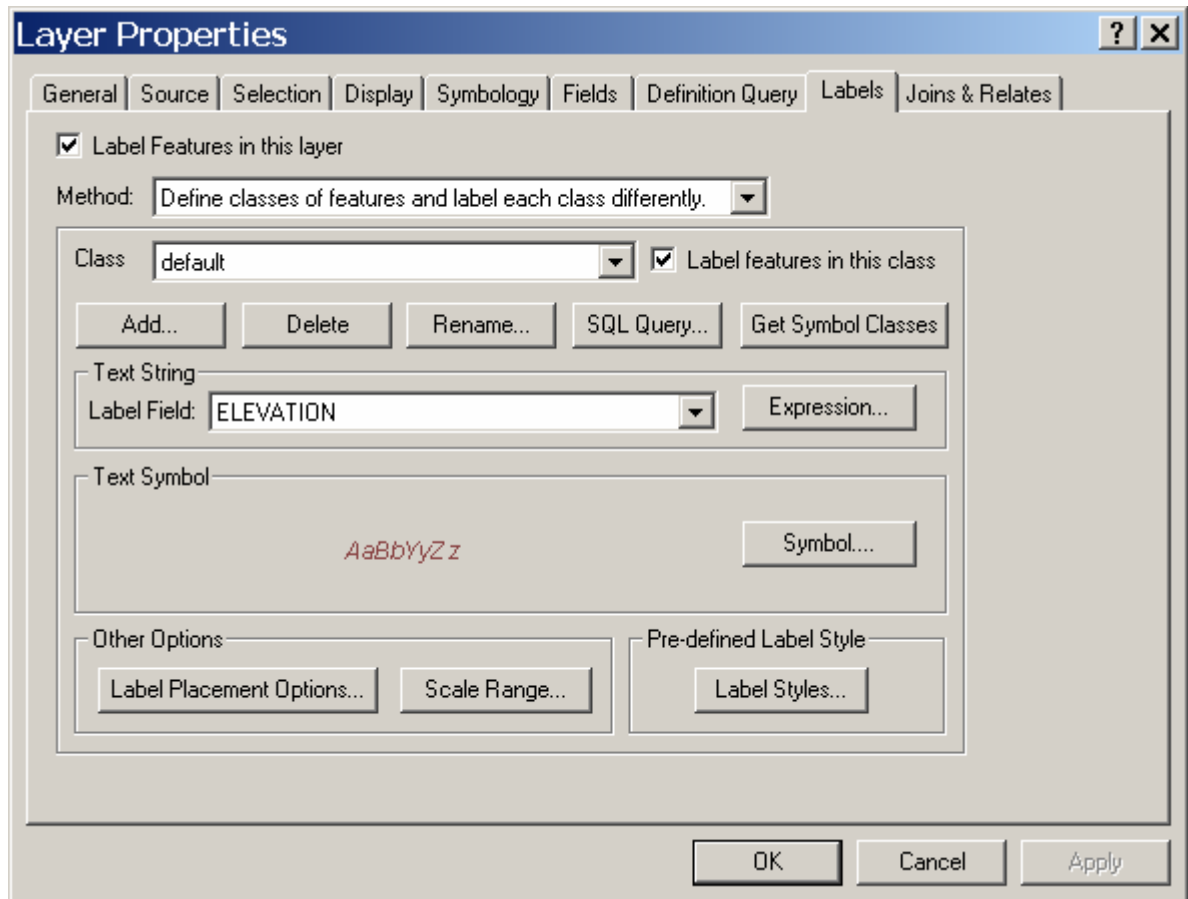 Layer Properties
General Source Selection Display Symbology Fields Definition Query Labels Joins & Relates
Label Features in this layer
Method: Define classes of features and label each class differently.
Class default Label features in this class
Add... Delete Rename... SQL Query... Get Symbol Classes
Text String
Label Field: ELEVATION Expression...
Text Symbol
AaBbYyZz Symbol....
Other Options Pre-defined Label Style
Label Placement Options... Scale Range... Label Styles...
OK Cancel Apply